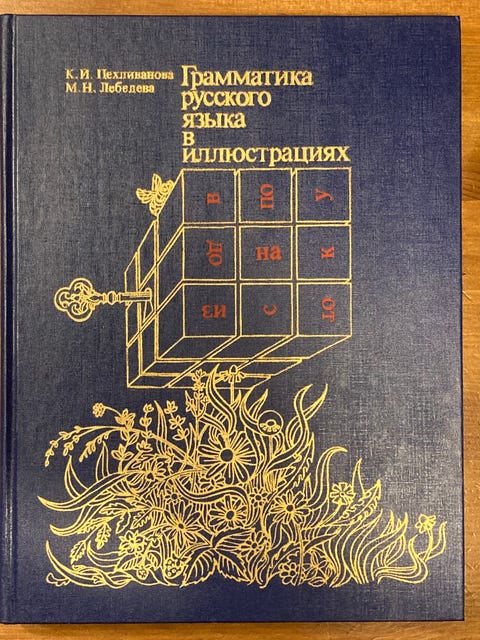 К. И. Пехливанова
М. Н. Лебедева
Грамматика
русского
языка
в
иллюстрациях
в по у
до на к
из с от